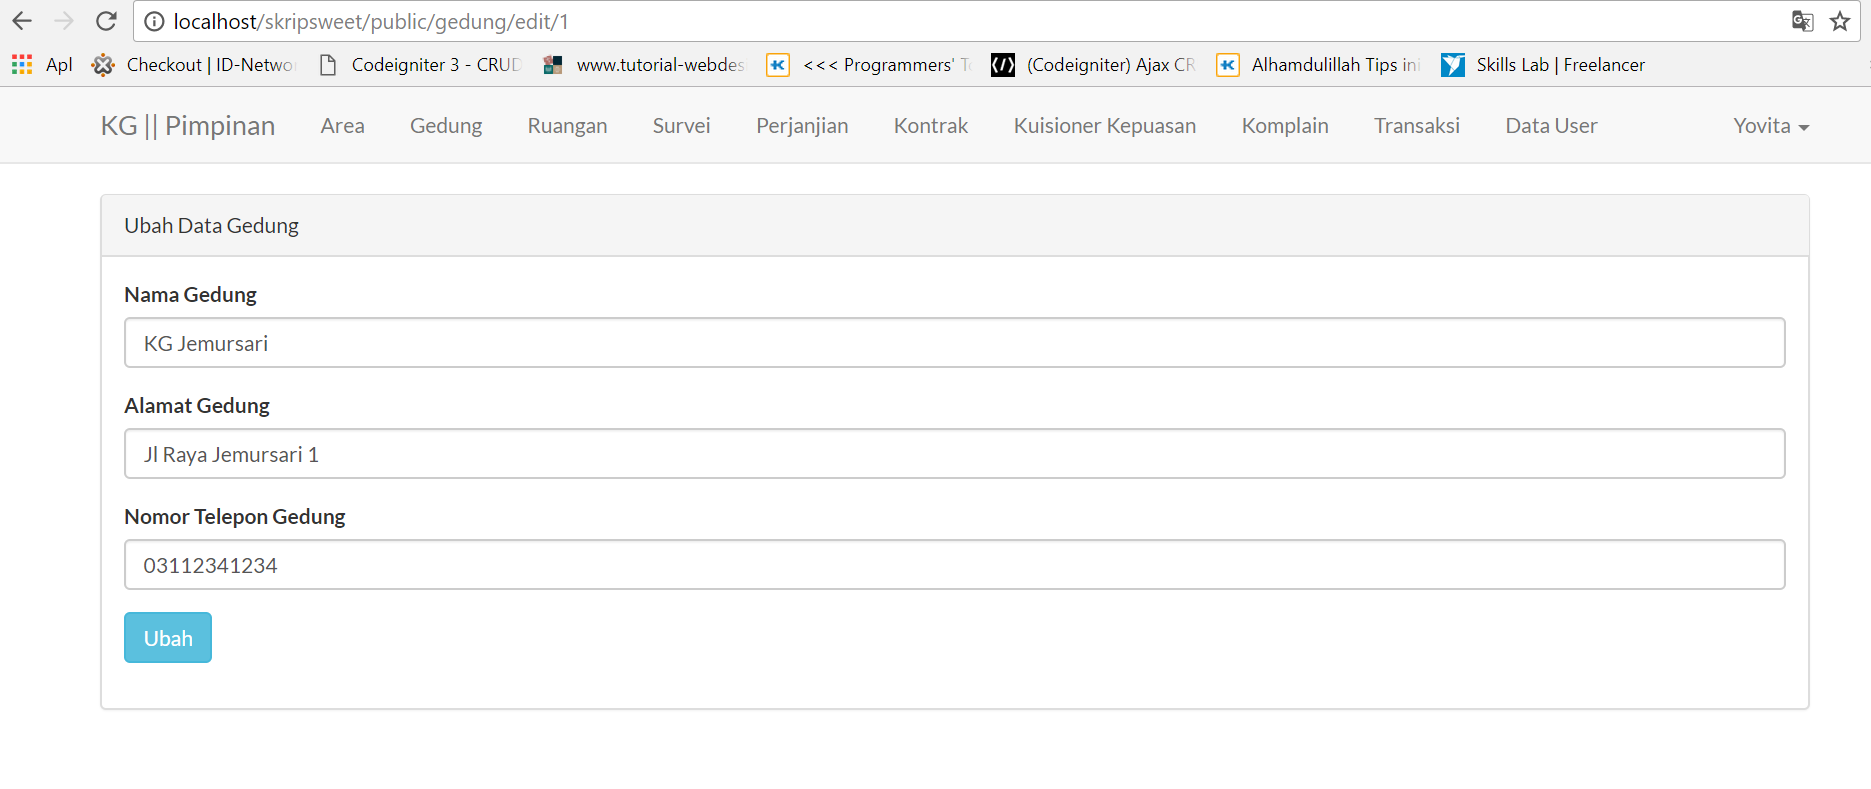 localhost/skripsweet/public/gedung/edit/1
Apl Checkout | ID-Netwo Codeigniter 3 - CRUD www.tutorial-webdes <<< Programmers' T (Codeigniter) Ajax CR Alhamdulillah Tips ini Skills Lab | Freelancer
KG || Pimpinan Area Gedung Ruangan Survei Perjanjian Kontrak Kuisioner Kepuasan Komplain Transaksi Data User Yovita
Ubah Data Gedung
Nama Gedung
KG Jemursari
Alamat Gedung
Jl Raya Jemursari 1
Nomor Telepon Gedung
03112341234
Ubah